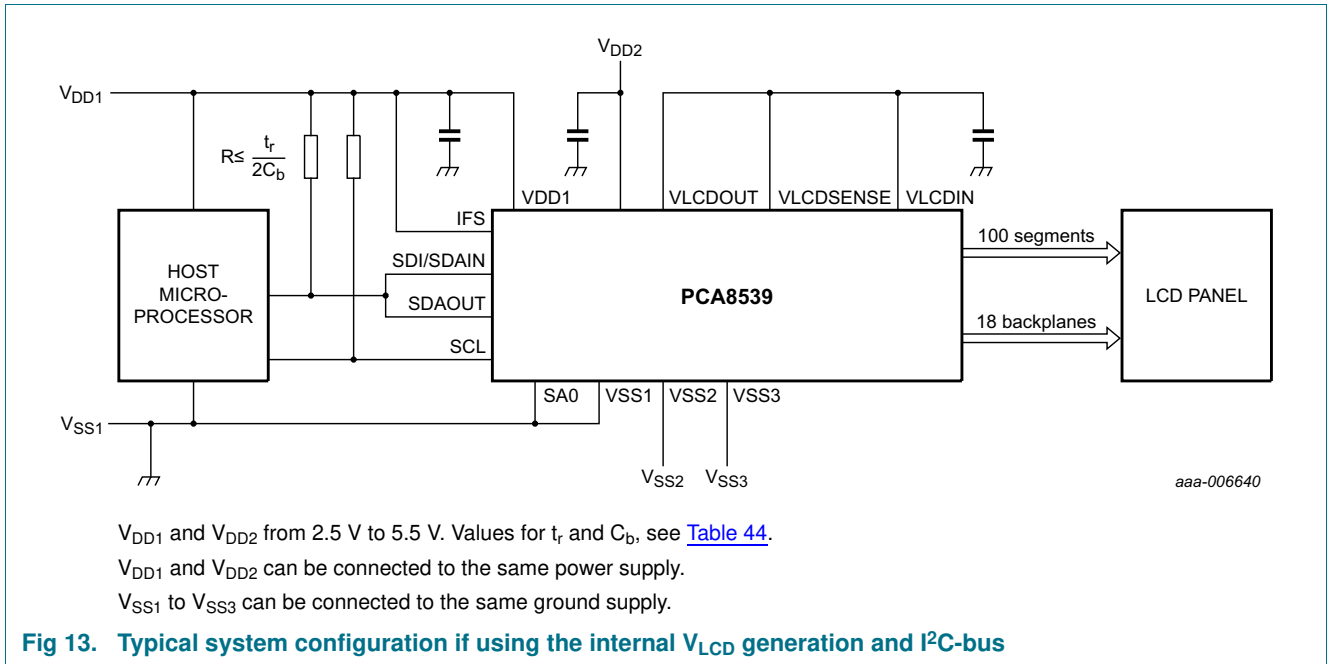 VDD2
VDD1
R≤ tr
2Cb
VDD1
VLCDOUT
VLCDSENSE
VLCDIN
IFS
SDI/SDAIN
SDAOUT
SCL
HOST
MICRO-
PROCESSOR
PCA8539
100 segments
18 backplanes
LCD PANEL
SA0
VSS1
VSS2
VSS3
VSS1
VSS2
VSS3
aaa-006640
VDD1 and VDD2 from 2.5 V to 5.5 V. Values for tr and Cb, see Table 44.
VDD1 and VDD2 can be connected to the same power supply.
VSS1 to VSS3 can be connected to the same ground supply.
Fig 13. Typical system configuration if using the internal VLCD generation and I²C-bus